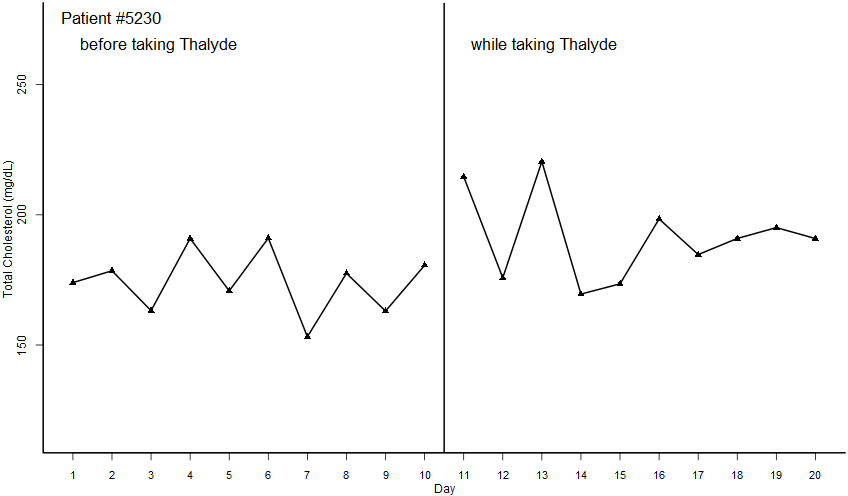 Patient #5230
before taking Thalyde
while taking Thalyde
Total Cholesterol (mg/dL)
250
200
150
1 2 3 4 5 6 7 8 9 10 11 12 13 14 15 16 17 18 19 20
Day